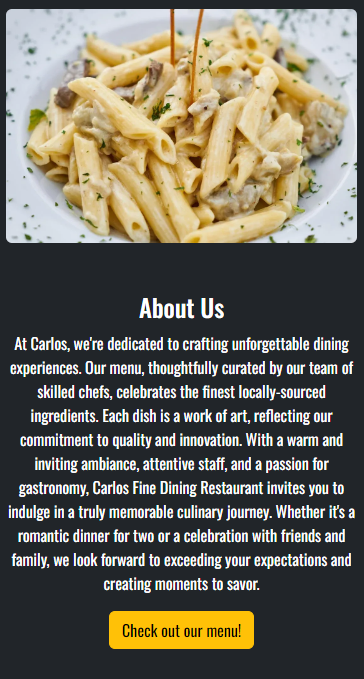 About Us
At Carlos, we're dedicated to crafting unforgettable dining
experiences. Our menu, thoughtfully curated by our team of
skilled chefs, celebrates the finest locally-sourced
ingredients. Each dish is a work of art, reflecting our
commitment to quality and innovation. With a warm and
inviting ambiance, attentive staff, and a passion for
gastronomy, Carlos Fine Dining Restaurant invites you to
indulge in a truly memorable culinary journey. Whether it's a
romantic dinner for two or a celebration with friends and
family, we look forward to exceeding your expectations and
creating moments to savor.
Check out our menu!